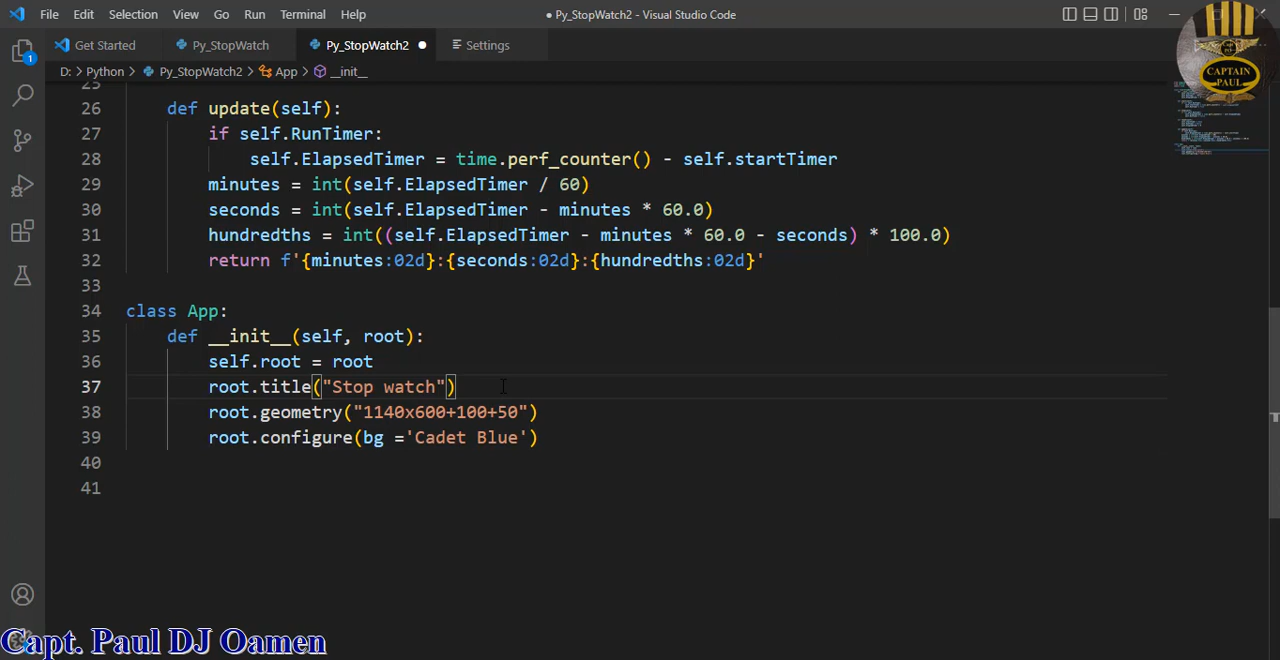 File Edit Selection View Go Run Terminal Help ● Py_StopWatch2 - Visual Studio Code
Get Started Py_StopWatch Py_StopWatch2 ● Settings
D: > Python > Py_StopWatch2 > App > __init__
CAPTAIN
PAUL
1
25
26 def update(self):
27 if self.RunTimer:
28 self.ElapsedTimer = time.perf_counter() - self.startTimer
29 minutes = int(self.ElapsedTimer / 60)
30 seconds = int(self.ElapsedTimer - minutes * 60.0)
31 hundredths = int((self.ElapsedTimer - minutes * 60.0 - seconds) * 100.0)
32 return f'{minutes:02d}:{seconds:02d}:{hundredths:02d}'
33
34 class App:
35 def __init__(self, root):
36 self.root = root
37 root.title("Stop watch")
38 root.geometry("1140x600+100+50")
39 root.configure(bg ='Cadet Blue')
40
41
Capt. Paul DJ Oamen